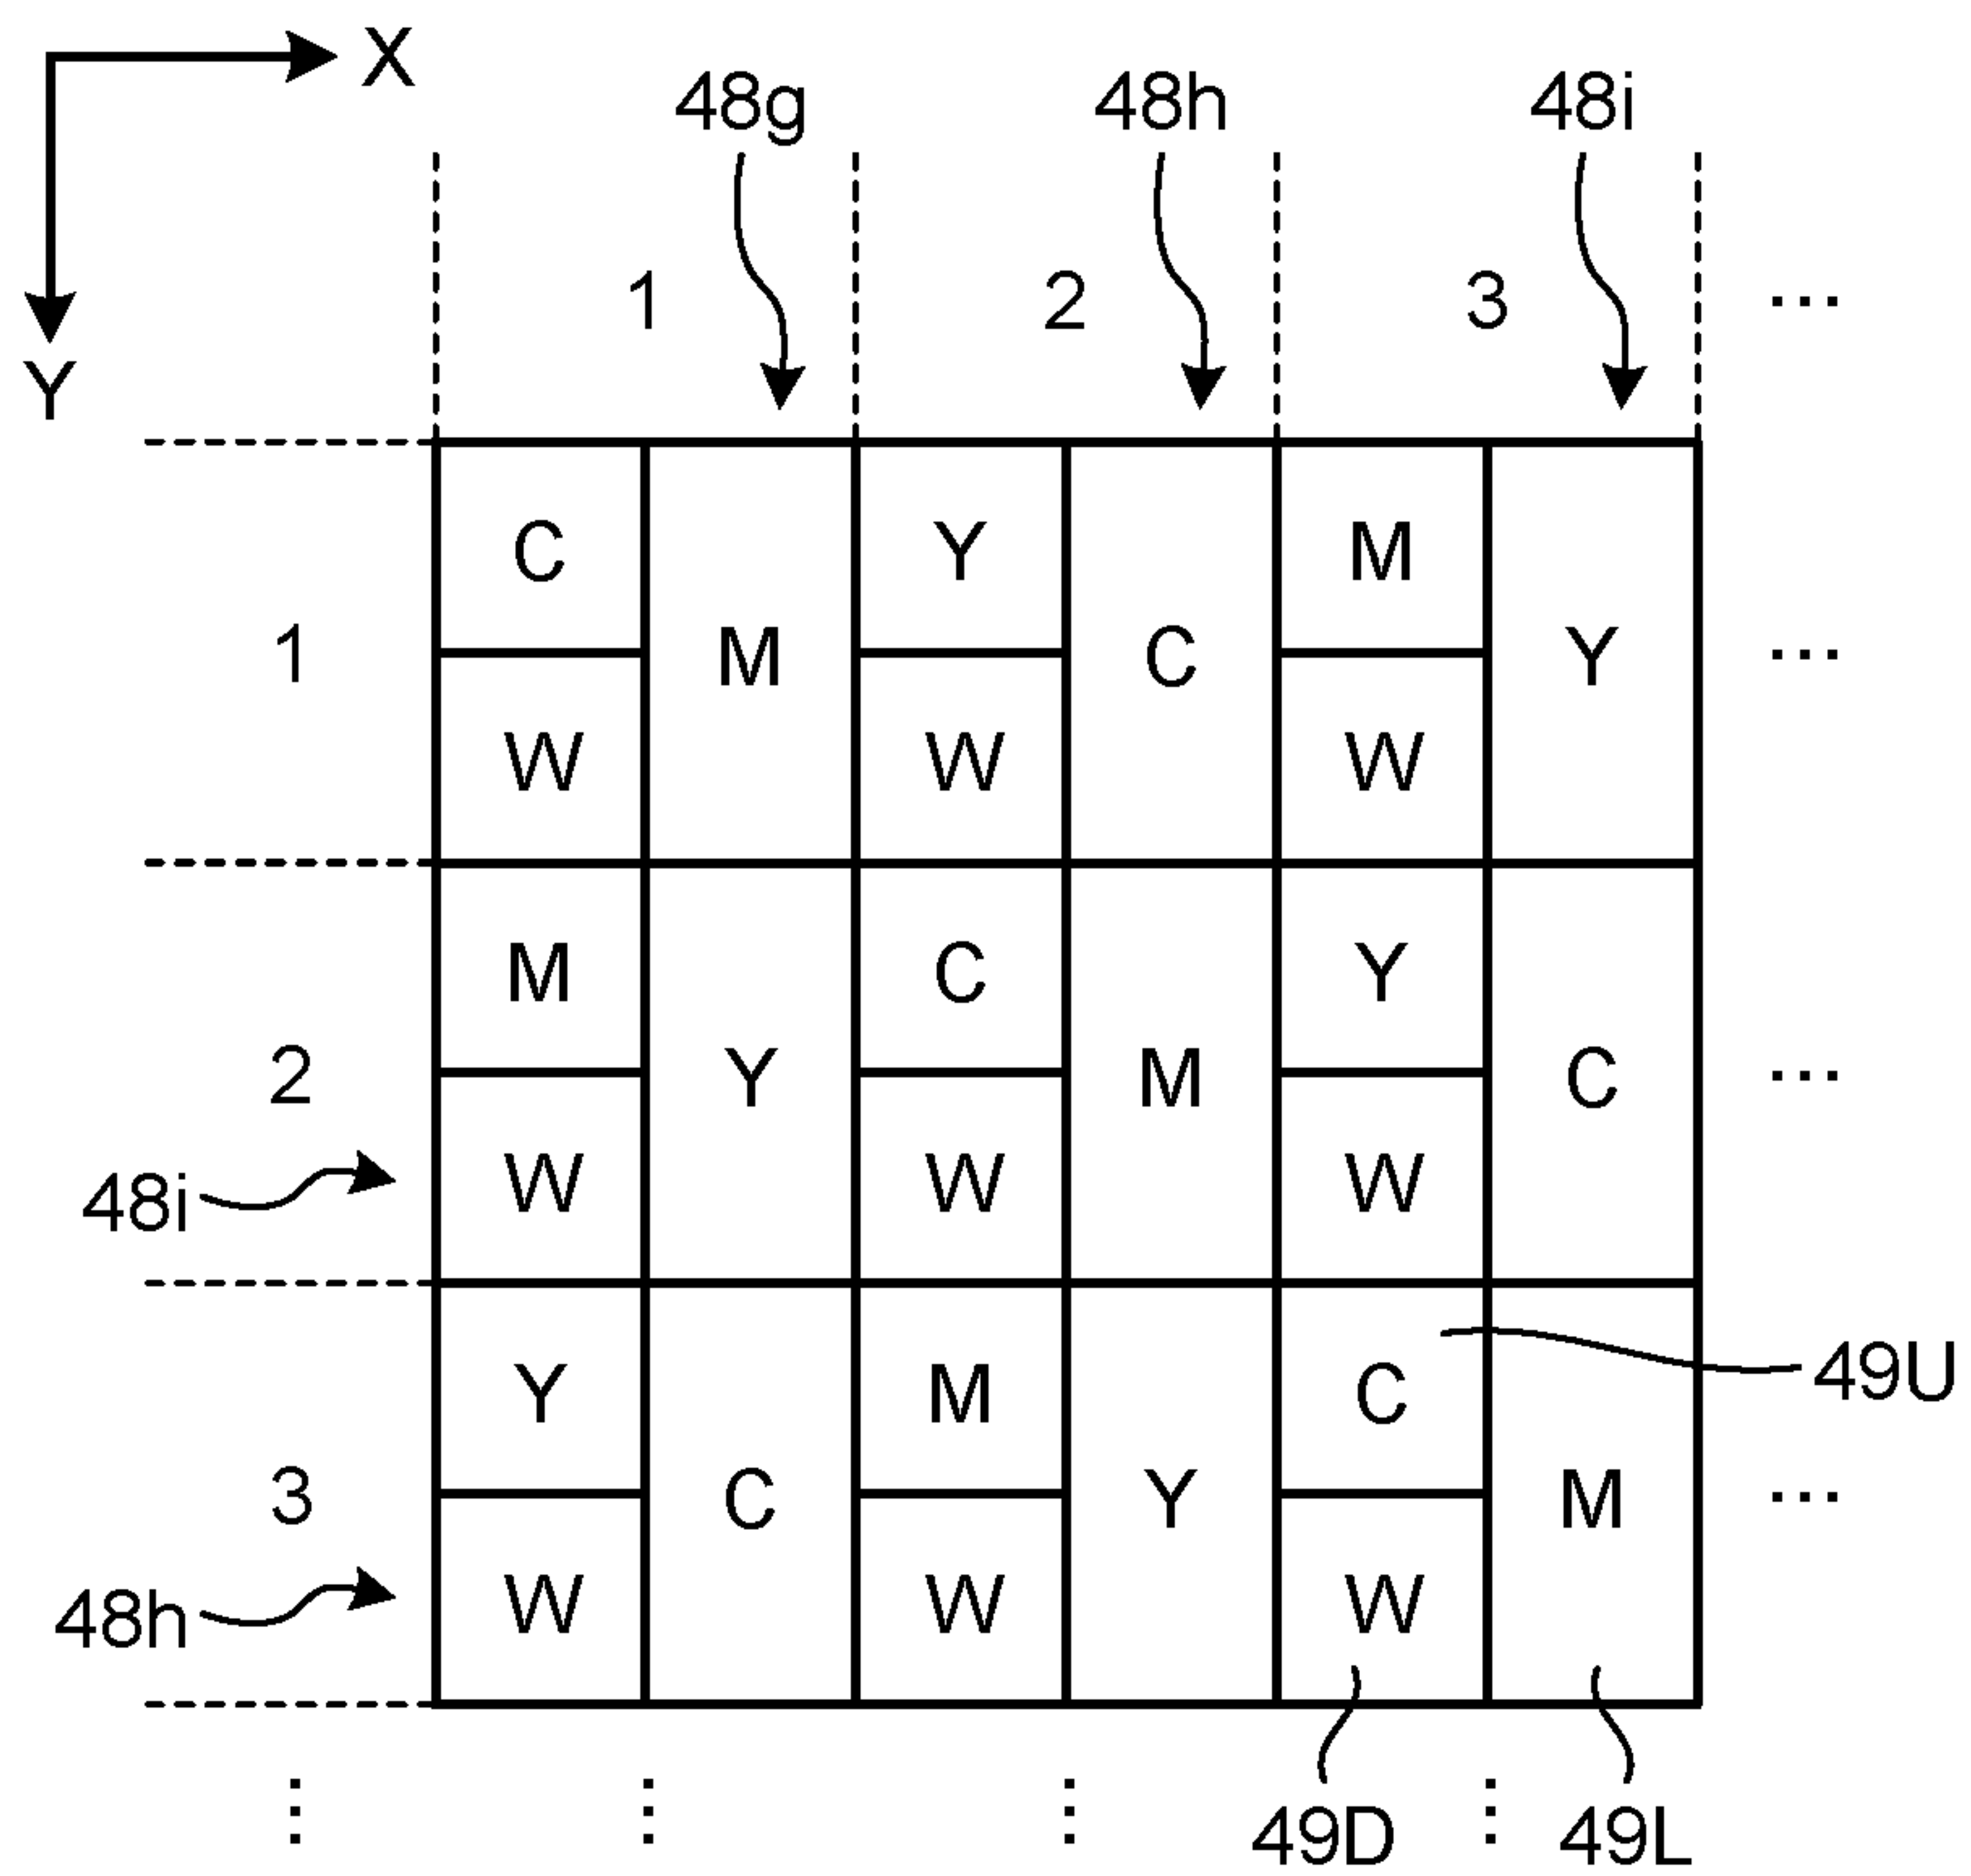 X
48g 48h 48i
1 2 3 ...
Y
C Y M
1 M C Y ...
W W W
M C Y
2 Y M C ...
48i W W W
Y M C 49U
3 C Y M ...
48h W W W
49D 49L